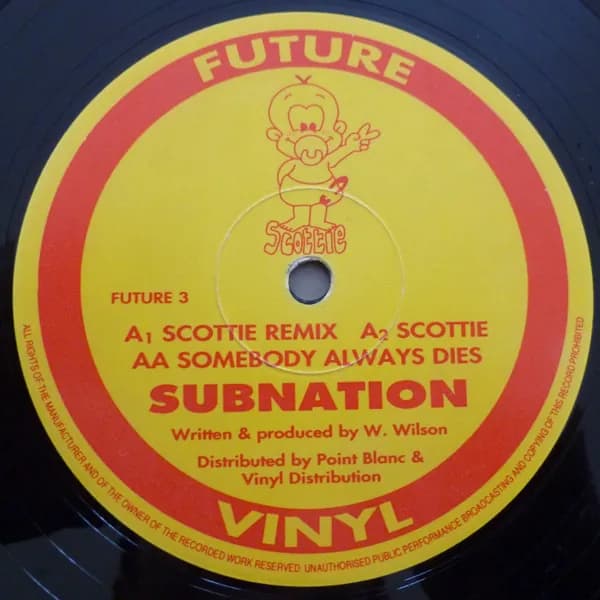 FUTURE
Scottie
FUTURE 3
A1 SCOTTIE REMIX A2 SCOTTIE
AA SOMEBODY ALWAYS DIES
SUBNATION
Written & produced by W. Wilson
Distributed by Point Blanc &
Vinyl Distribution
VINYL
ALL RIGHTS OF THE MANUFACTURER AND OF THE OWNER OF THE RECORDED WORK RESERVED. UNAUTHORISED PUBLIC PERFORMANCE BROADCASTING AND COPYING OF THIS RECORD PROHIBITED